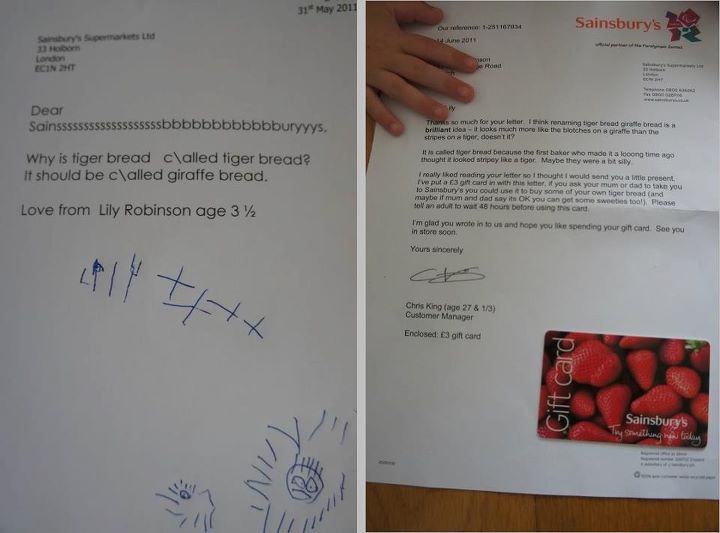 31st May 2011
Sainsbury's Supermarkets Ltd
33 Holborn
London
EC1N 2HT
Dear
Sainssssssssssssssssssbbbbbbbbbbbbburyyys,
Why is tiger bread c\alled tiger bread?
It should be c\alled giraffe bread.
Love from Lily Robinson age 3 ½
Our reference: 1-251187034
14 June 2011
Sainsbury's
official partner of the Paralympic Games
nson
e Road
Sainsbury's Supermarkets Ltd
33 Holborn
London
EC1N 2HT
Telephone 0800 636262
www.sainsburys.co.uk
ily
Thanks so much for your letter. I think renaming tiger bread giraffe bread is a
brilliant idea – it looks much more like the blotches on a giraffe than the
stripes on a tiger, doesn't it?
It is called tiger bread because the first baker who made it a looong time ago
thought it looked stripey like a tiger. Maybe they were a bit silly.
I really liked reading your letter so I thought I would send you a little present.
I've put a £3 gift card in with this letter, if you ask your mum or dad to take you
to Sainsbury's you could use it to buy some of your own tiger bread (and
maybe if mum and dad say its OK you can get some sweeties too!). Please
tell an adult to wait 48 hours before using this card.
I'm glad you wrote in to us and hope you like spending your gift card. See you
in store soon.
Yours sincerely
Chris King (age 27 & 1/3)
Customer Manager
Enclosed: £3 gift card
Gift card
Sainsbury's
Try something new today